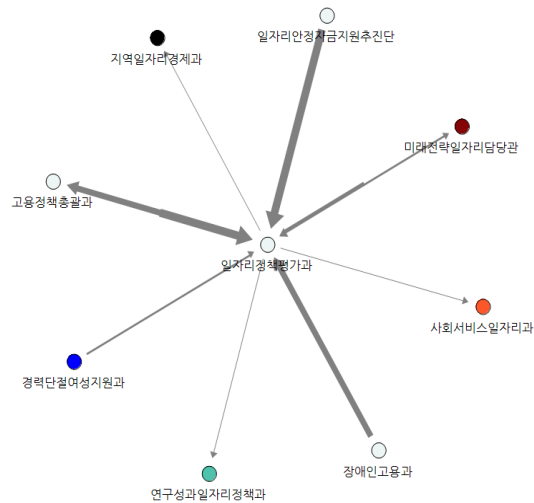 일자리안정자금지원추진단
지역일자리경제과
미래전략일자리담당관
고용정책총괄과
일자리정책평가과
사회서비스일자리과
경력단절여성지원과
장애인고용과
연구성과일자리정책과